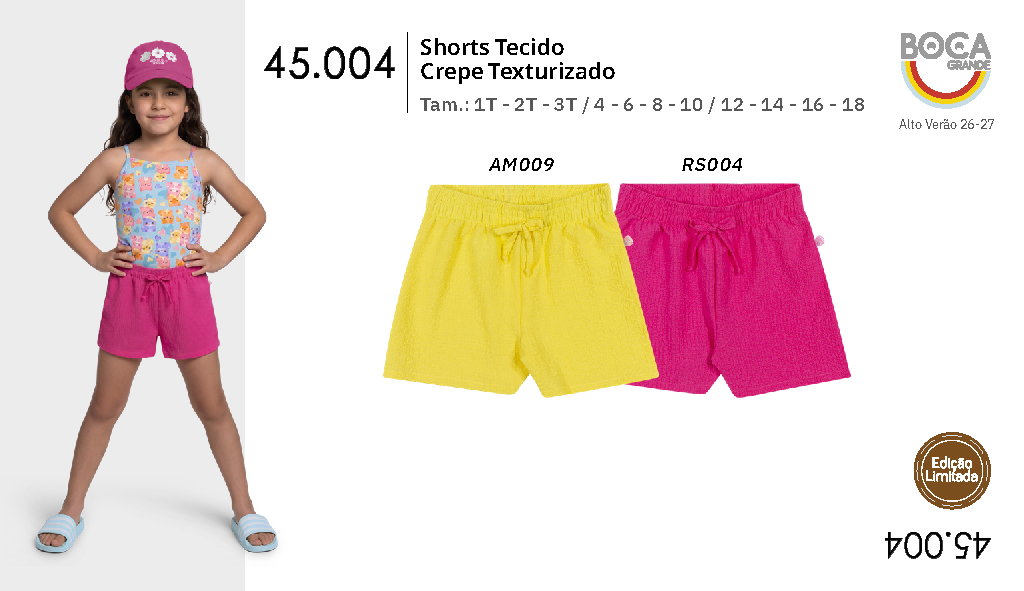 45.004
Shorts Tecido
Crepe Texturizado
Tam.: 1T - 2T - 3T / 4 - 6 - 8 - 10 / 12 - 14 - 16 - 18
BOCA
GRANDE
Alto Verão 26-27
AM009
RS004
Edição
Limitada
45.004